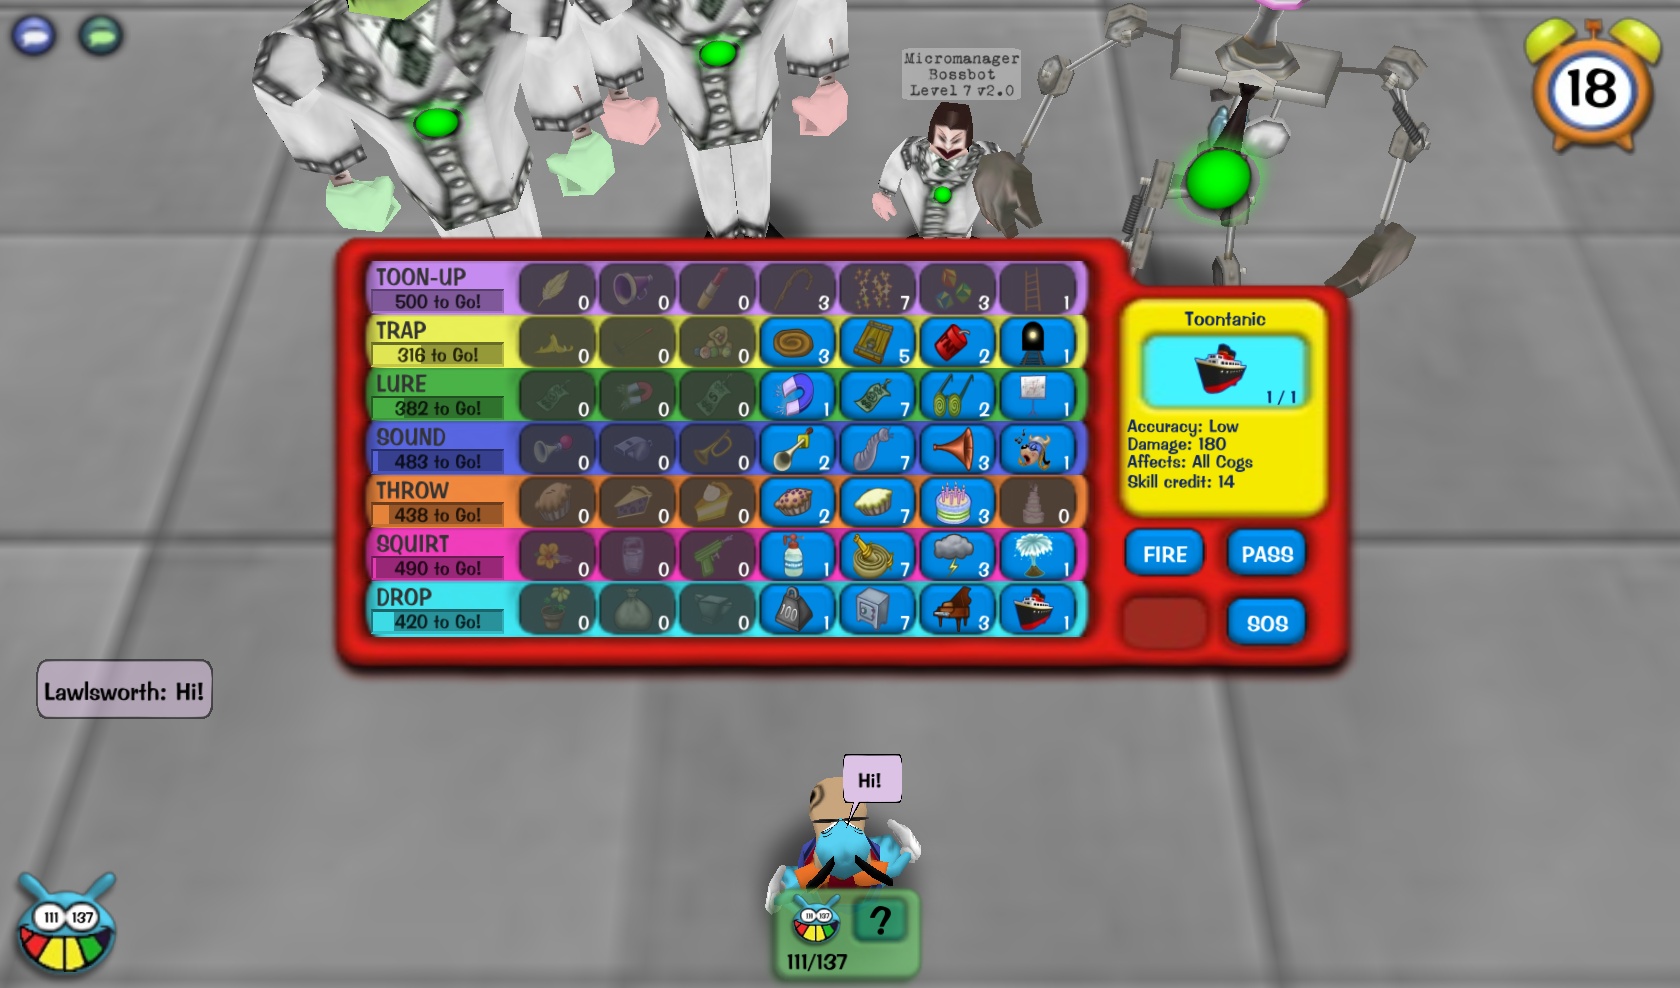 Micromanager
Bossbot
Level 7 v2.0
18
TOON-UP
500 to Go!
0 0 0 3 7 3 1
TRAP
316 to Go!
0 0 0 3 5 2 1
LURE
382 to Go!
0 0 0 1 7 2 1
SOUND
483 to Go!
0 0 0 2 7 3 1
THROW
438 to Go!
0 0 0 2 7 3 0
SQUIRT
490 to Go!
0 0 0 1 7 3 1
DROP
420 to Go!
0 0 0 100 1 7 3 1
Toontanic
1/1
Accuracy: Low
Damage: 180
Affects: All Cogs
Skill credit: 14
FIRE PASS
SOS
Lawlsworth: Hi!
Hi!
111 137
111 137
?
111/137